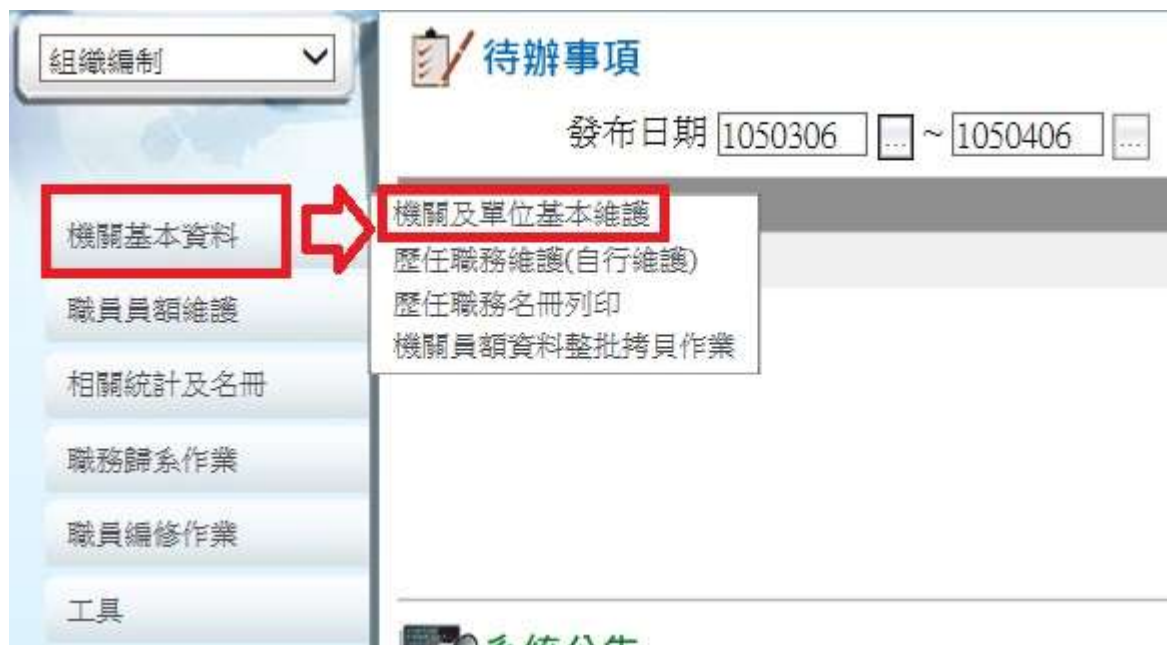 組織編制
待辦事項
發布日期 1050306 ... ~ 1050406 ...
機關基本資料
機關及單位基本維護
歷任職務維護(自行維護)
歷任職務名冊列印
機關員額資料整批拷貝作業
職員員額維護
相關統計及名冊
職務歸系作業
職員編修作業
工具